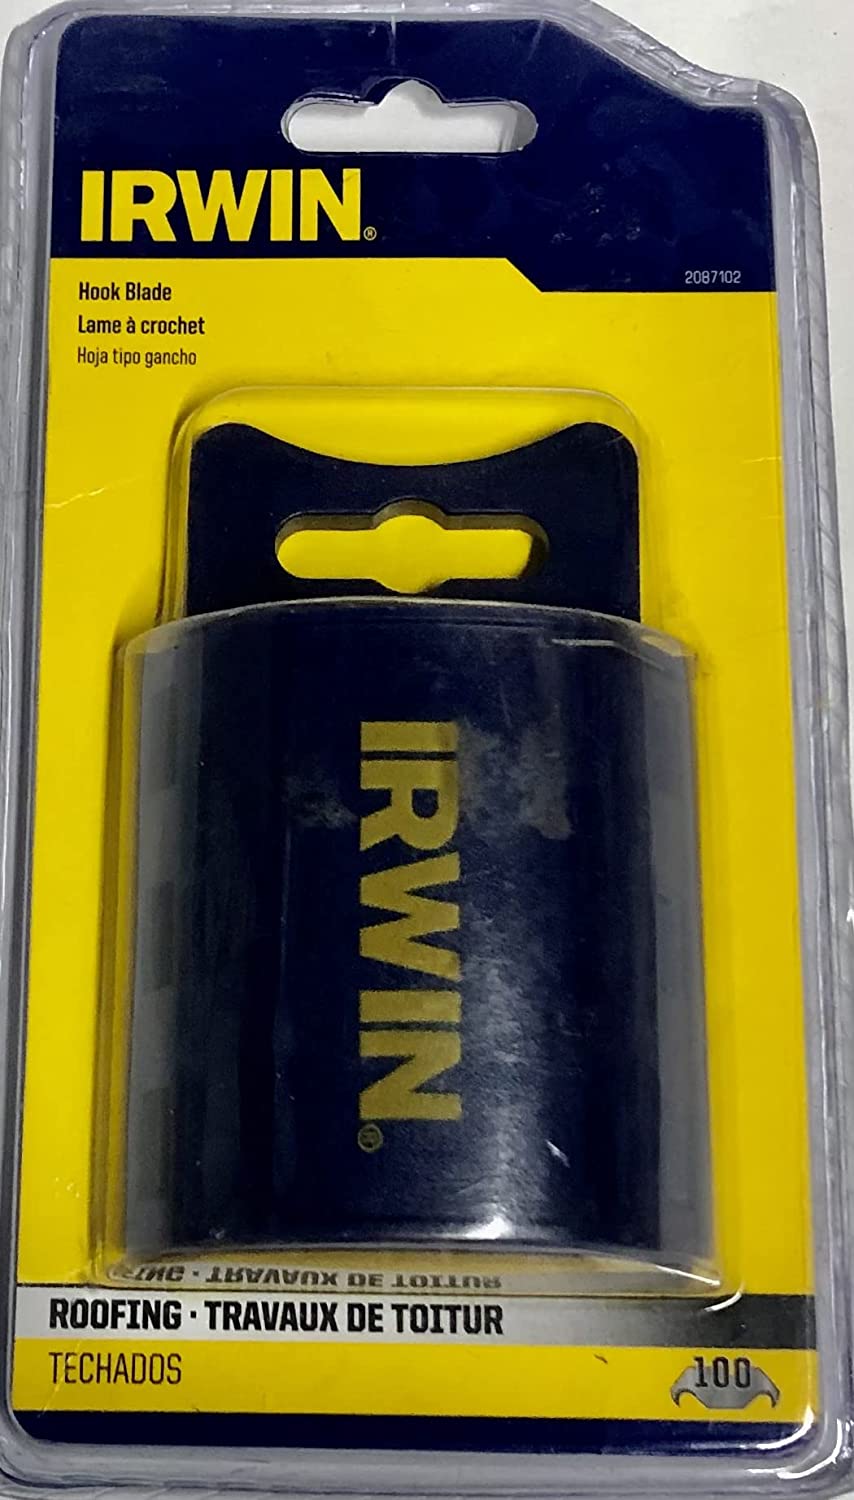 IRWIN®
2087102
Hook Blade
Lame à crochet
Hoja tipo gancho
IRWIN®
ROOFING · TRAVAUX DE TOITUR
TECHADOS
100